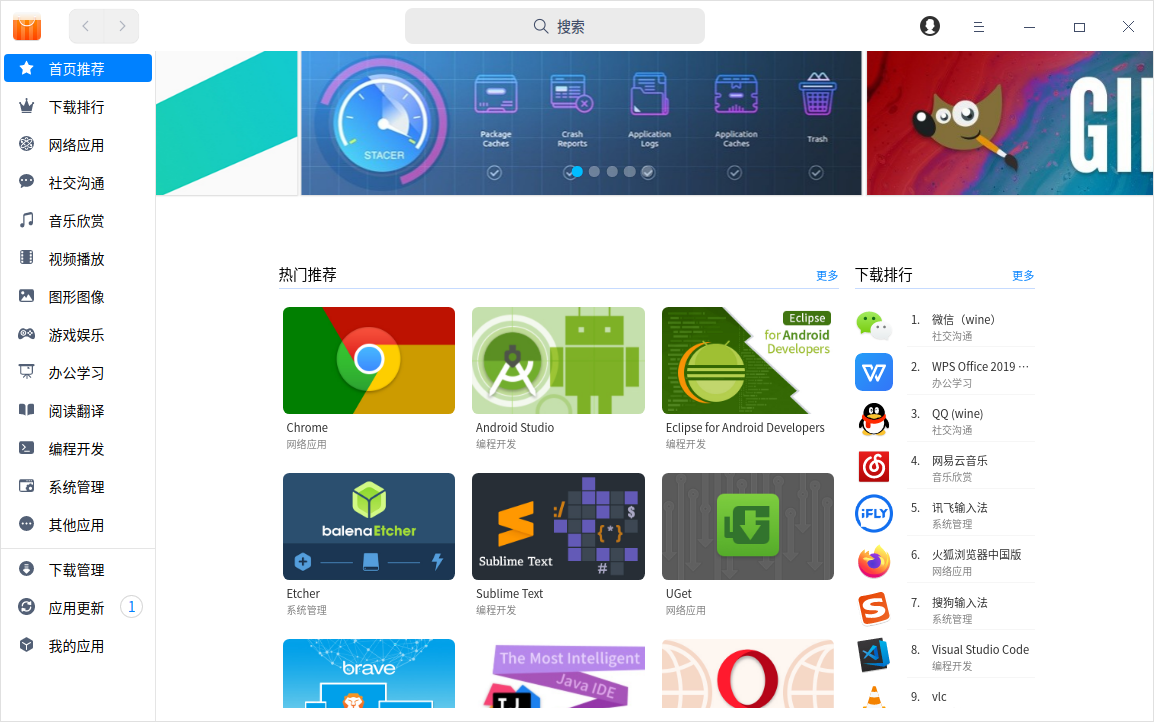 搜索
首页推荐
下载排行
网络应用
社交沟通
音乐欣赏
视频播放
图形图像
游戏娱乐
办公学习
阅读翻译
编程开发
系统管理
其他应用
下载管理
应用更新 1
我的应用
STACER
Package
Caches
Crash
Reports
Application
Logs
Application
Caches
Trash
热门推荐 更多
Eclipse
for Android
Developers
Chrome
网络应用
Android Studio
编程开发
Eclipse for Android Developers
编程开发
balenaEtcher
Sublime Text
:/ $ {*} #
Etcher
系统管理
Sublime Text
编程开发
UGet
网络应用
brave
The Most Intelligent
Java IDE
下载排行 更多
1. 微信（wine）
社交沟通
2. WPS Office 2019 ···
办公学习
3. QQ (wine)
社交沟通
4. 网易云音乐
音乐欣赏
iFLY
5. 讯飞输入法
系统管理
6. 火狐浏览器中国版
网络应用
7. 搜狗输入法
系统管理
8. Visual Studio Code
编程开发
9. vlc